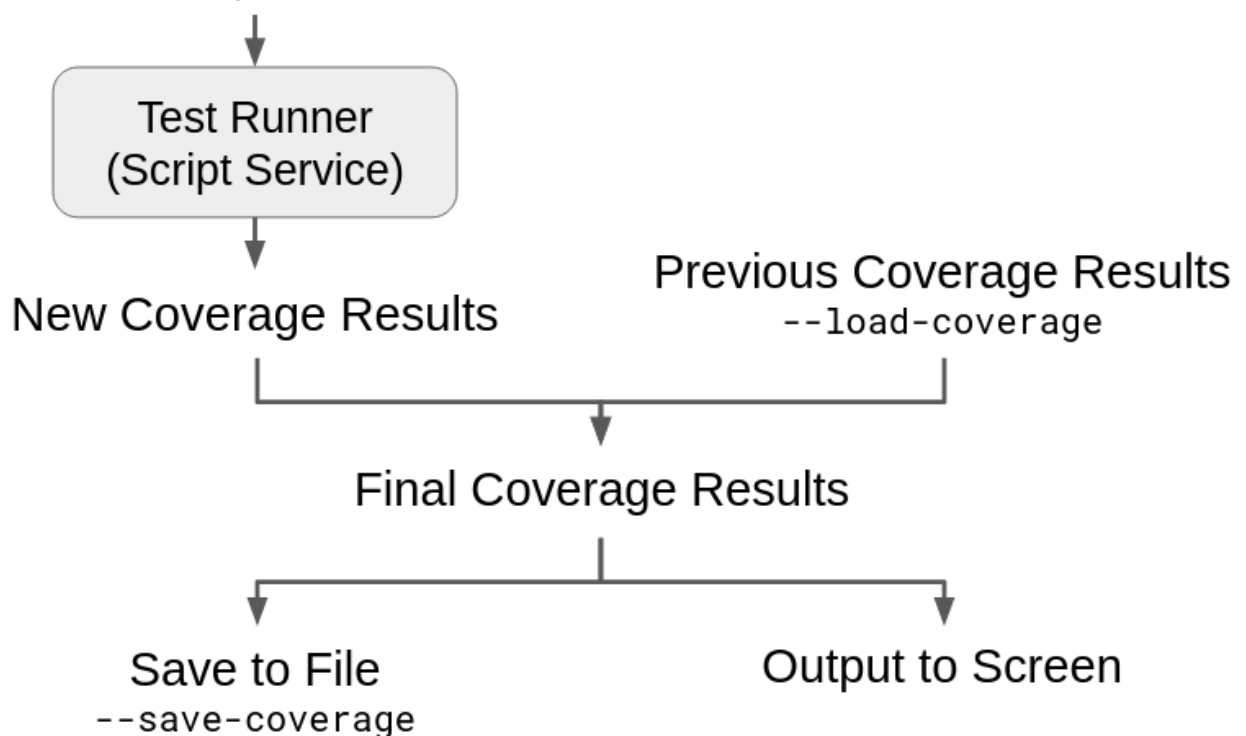 Test Runner
(Script Service)
New Coverage Results
Previous Coverage Results
--load-coverage
Final Coverage Results
Save to File
--save-coverage
Output to Screen